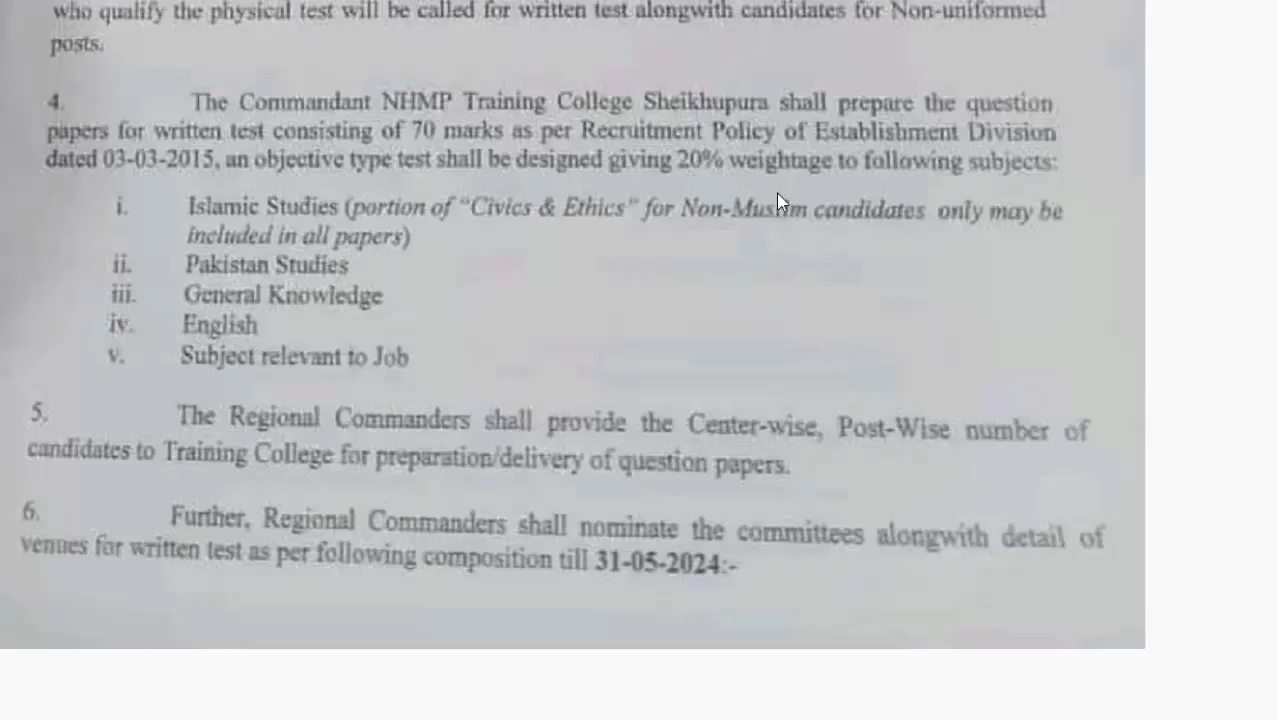 who qualify the physical test will be called for written test alongwith candidates for Non-uniformed
posts.
4. The Commandant NHMP Training College Sheikhupura shall prepare the question
papers for written test consisting of 70 marks as per Recruitment Policy of Establishment Division
dated 03-03-2015, an objective type test shall be designed giving 20% weightage to following subjects:
i. Islamic Studies (portion of "Civics & Ethics" for Non-Muslim candidates only may be
included in all papers)
ii. Pakistan Studies
iii. General Knowledge
iv. English
v. Subject relevant to Job
5. The Regional Commanders shall provide the Center-wise, Post-Wise number of
candidates to Training College for preparation/delivery of question papers.
6. Further, Regional Commanders shall nominate the committees alongwith detail of
venues for written test as per following composition till 31-05-2024:-